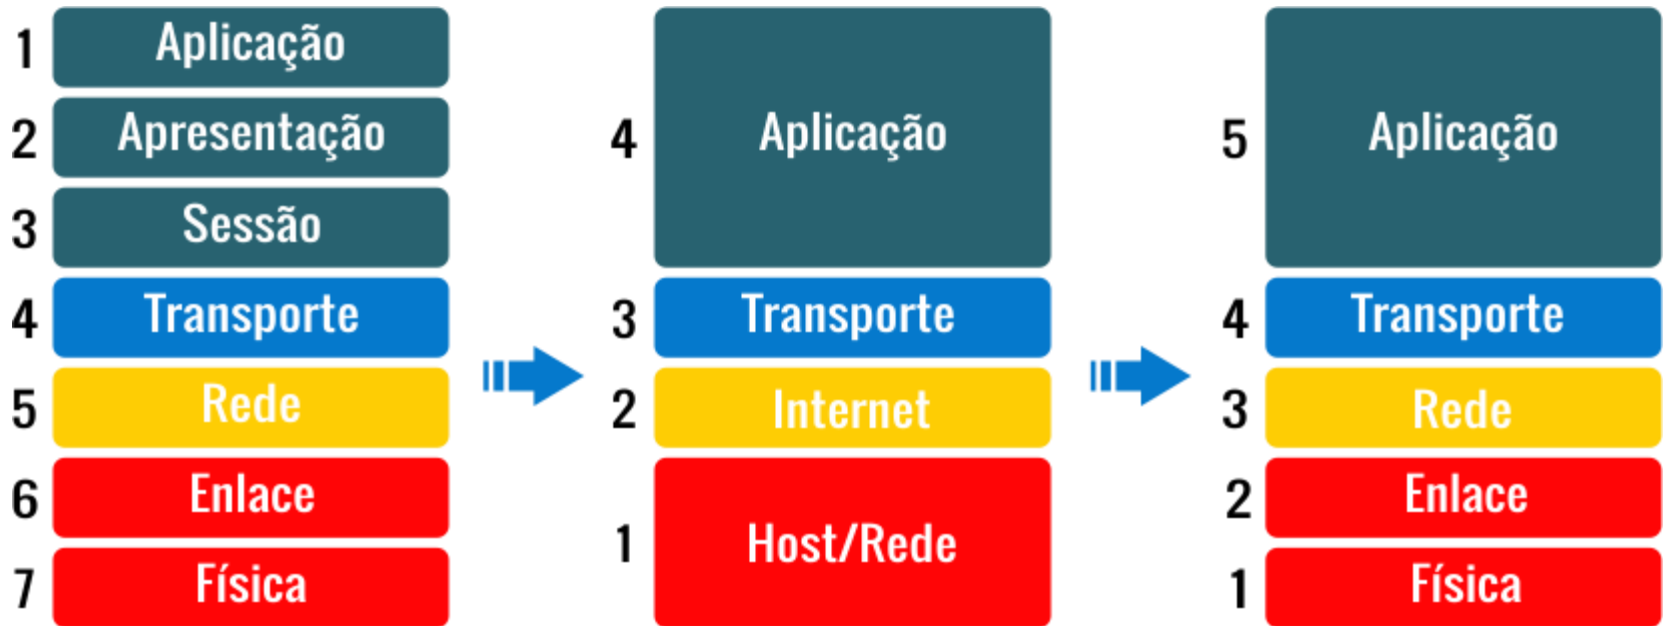 1 Aplicação
2 Apresentação
3 Sessão
4 Transporte
5 Rede
6 Enlace
7 Física
4 Aplicação
3 Transporte
2 Internet
1 Host/Rede
5 Aplicação
4 Transporte
3 Rede
2 Enlace
1 Física